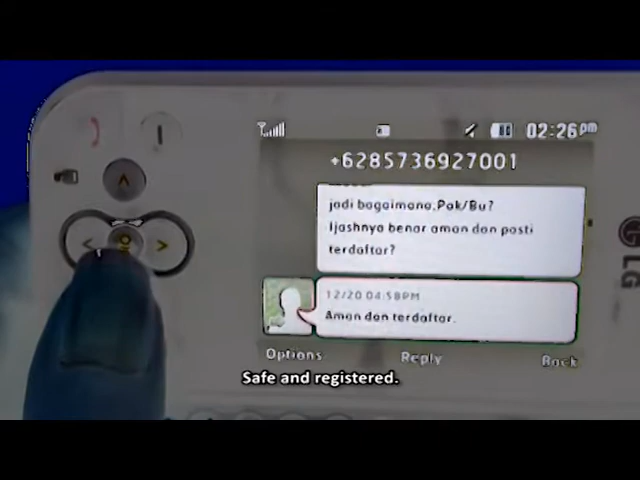 02:26PM
+6285736927001
jadi bagaimana,Pak/Bu?
Ijashnya benar aman dan pasti
terdaftar?
12/20 04:58PM
Aman dan terdaftar.
Options Reply Back
Safe and registered.
LG